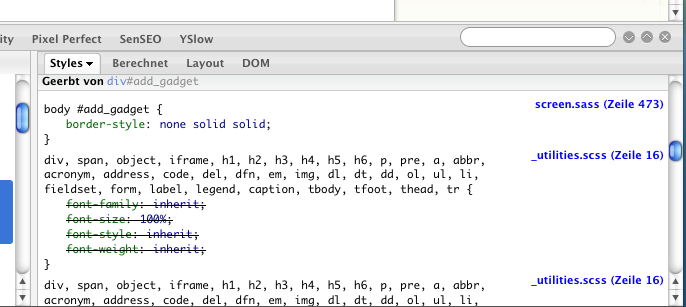 ity Pixel Perfect SenSEO YSlow
Styles Berechnet Layout DOM
Geerbt von div#add_gadget
body #add_gadget { screen.sass (Zeile 473)
border-style: none solid solid;
}
div, span, object, iframe, h1, h2, h3, h4, h5, h6, p, pre, a, abbr, _utilities.scss (Zeile 16)
acronym, address, code, del, dfn, em, img, dl, dt, dd, ol, ul, li,
fieldset, form, label, legend, caption, tbody, tfoot, thead, tr {
font-family: inherit;
font-size: 100%;
font-style: inherit;
font-weight: inherit;
}
div, span, object, iframe, h1, h2, h3, h4, h5, h6, p, pre, a, abbr, _utilities.scss (Zeile 16)
acronym, address, code, del, dfn, em, img, dl, dt, dd, ol, ul, li,